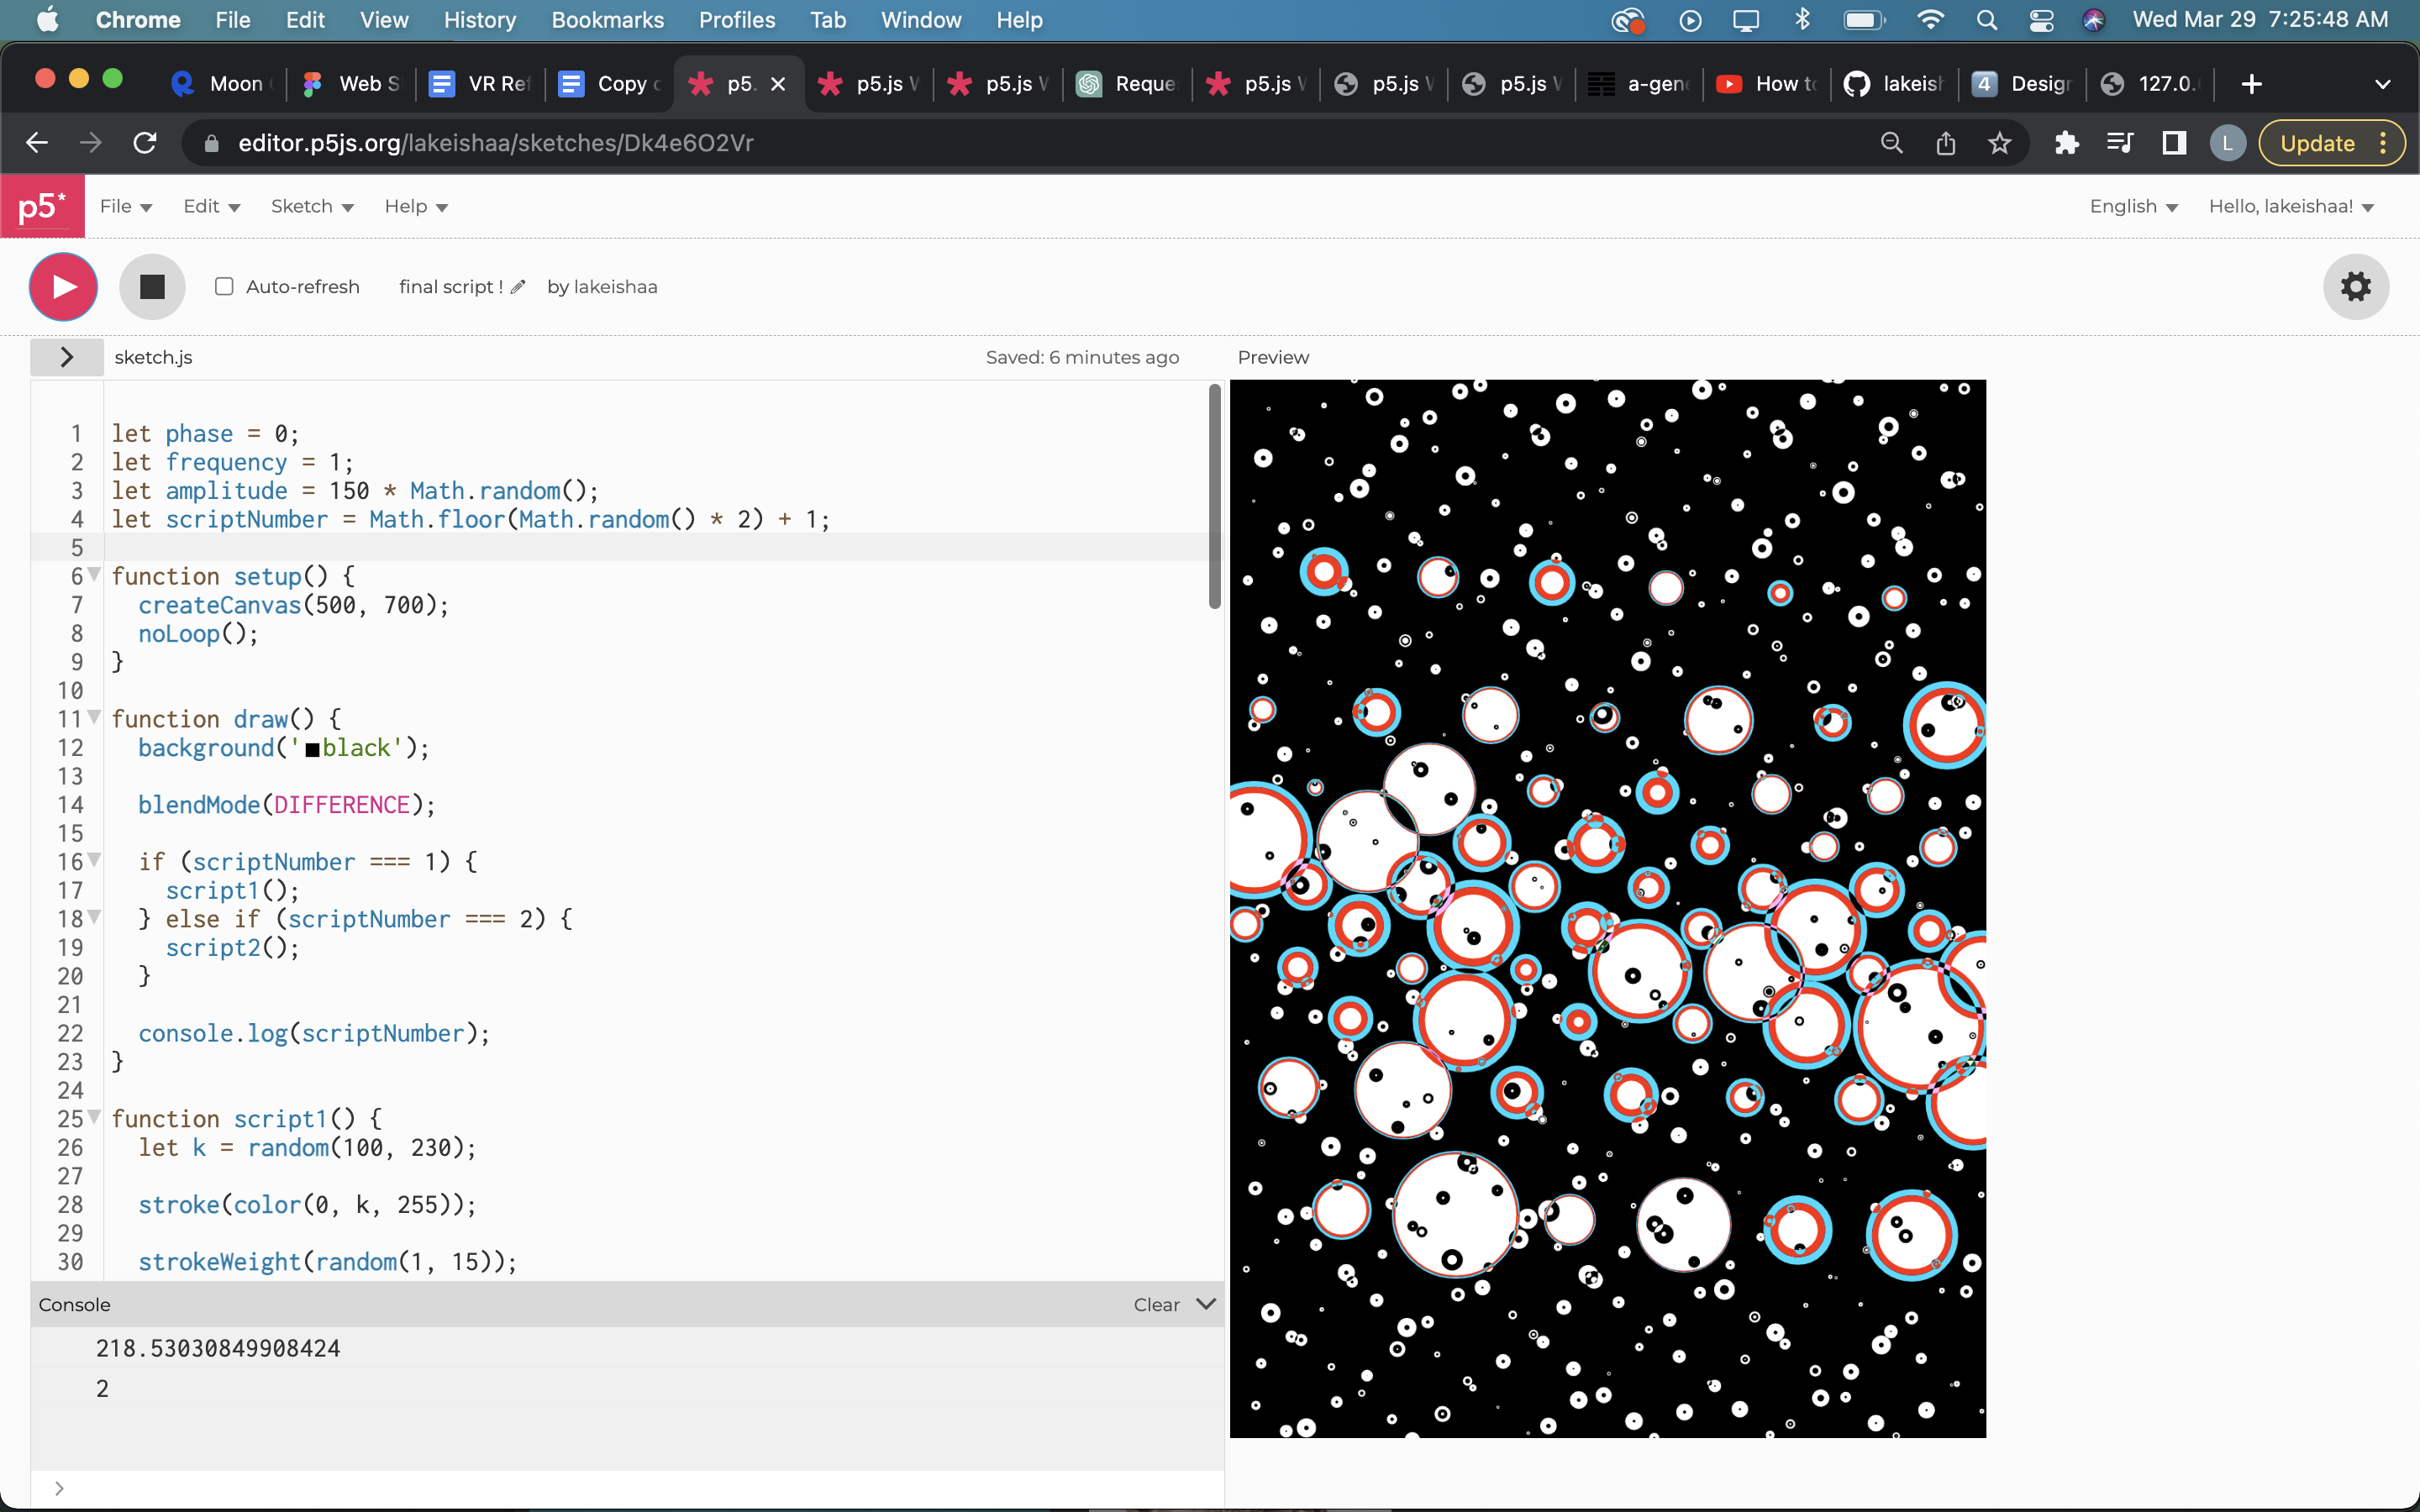 Chrome File Edit View History Bookmarks Profiles Tab Window Help Wed Mar 29 7:25:48 AM
Moon Web S VR Ref Copy p5. p5.js p5.js Reque p5.js p5.js p5.js a-gene How to lakeish 4 Design 127.0.
editor.p5js.org/lakeishaa/sketches/Dk4e6O2Vr L Update
p5* File Edit Sketch Help English Hello, lakeishaa!
Auto-refresh final script ! by lakeishaa
sketch.js Saved: 6 minutes ago Preview
1 let phase = 0;
2 let frequency = 1;
3 let amplitude = 150 * Math.random();
4 let scriptNumber = Math.floor(Math.random() * 2) + 1;
5
6 function setup() {
7 createCanvas(500, 700);
8 noLoop();
9 }
10
11 function draw() {
12 background('black');
13
14 blendMode(DIFFERENCE);
15
16 if (scriptNumber === 1) {
17 script1();
18 } else if (scriptNumber === 2) {
19 script2();
20 }
21
22 console.log(scriptNumber);
23 }
24
25 function script1() {
26 let k = random(100, 230);
27
28 stroke(color(0, k, 255));
29
30 strokeWeight(random(1, 15));
Console Clear
218.53030849908424
2
>